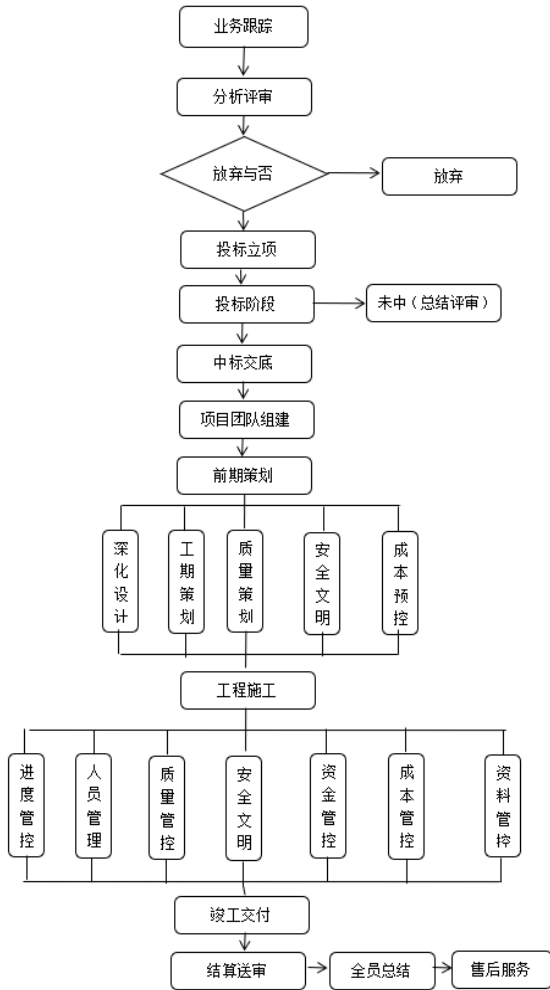 业务跟踪
分析评审
放弃与否
放弃
投标立项
投标阶段
未中（总结评审）
中标交底
项目团队组建
前期策划
深化设计
工期策划
质量策划
安全文明
成本预控
工程施工
进度管控
人员管理
质量管控
安全文明
资金管控
成本管控
资料管控
竣工交付
结算送审
全员总结
售后服务